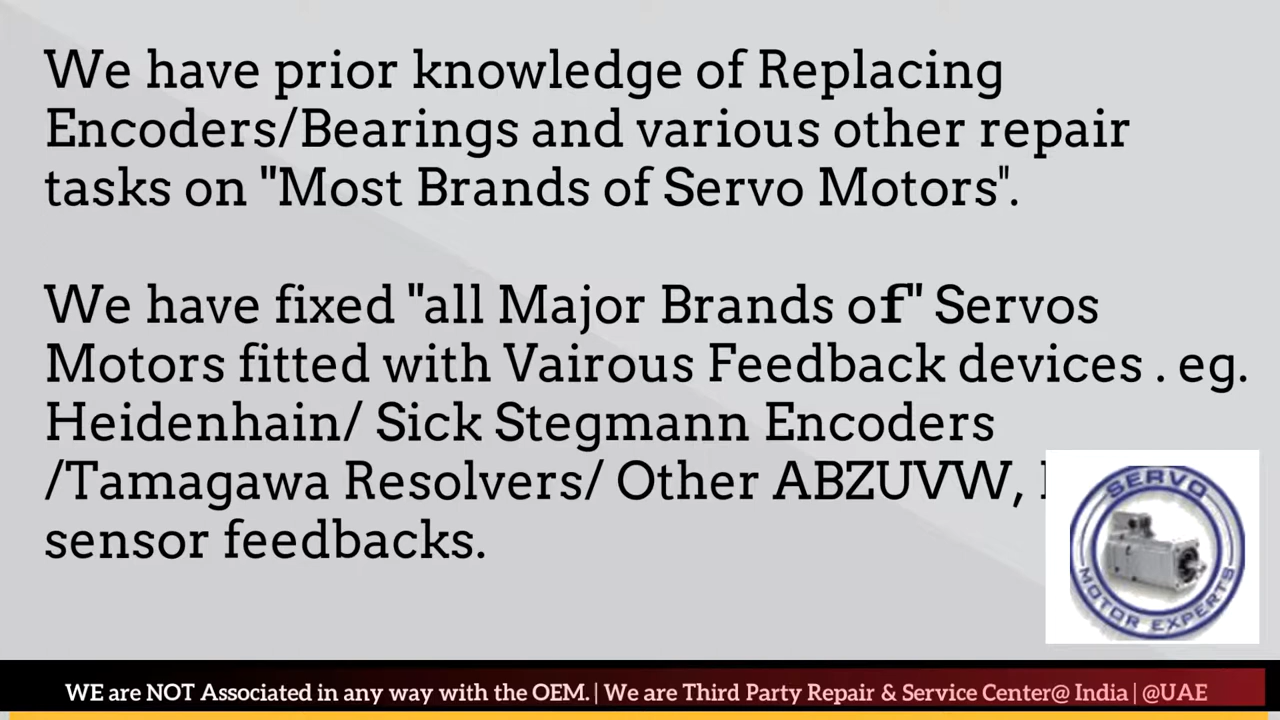 We have prior knowledge of Replacing
Encoders/Bearings and various other repair
tasks on "Most Brands of Servo Motors".
We have fixed "all Major Brands of" Servos
Motors fitted with Vairous Feedback devices . eg.
Heidenhain/ Sick Stegmann Encoders
/Tamagawa Resolvers/ Other ABZUVW,
sensor feedbacks.
SERVO
MOTOR EXPERTS
WE are NOT Associated in any way with the OEM. | We are Third Party Repair & Service Center@ India | @UAE